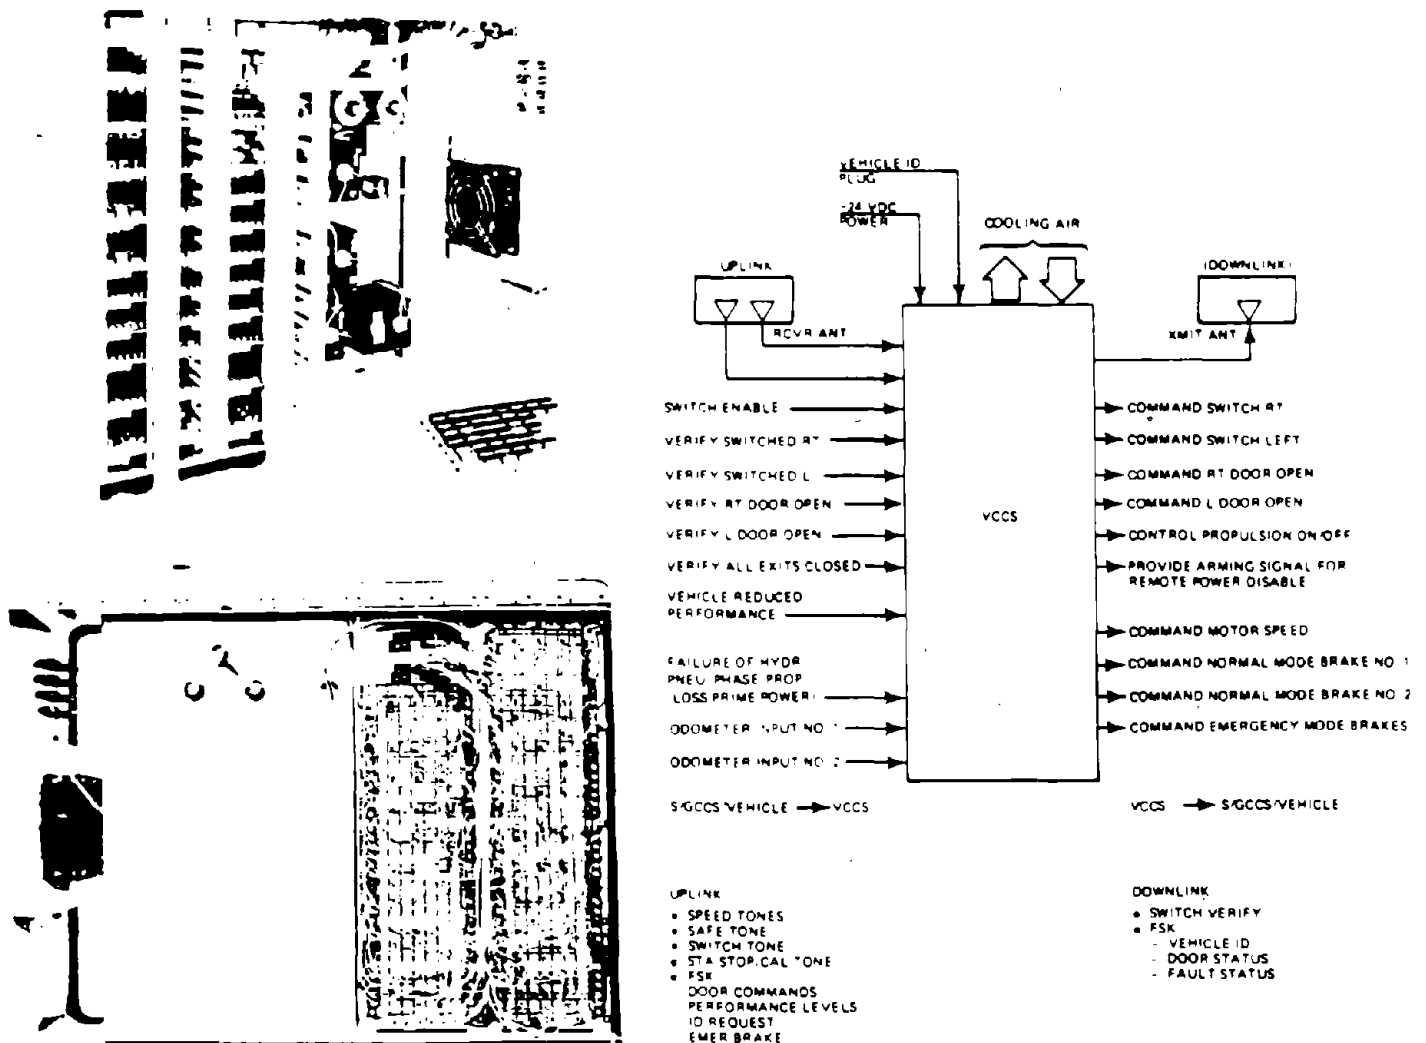 VEHICLE ID
PLUG
-24 VDC
POWER
COOLING AIR
UPLINK
(DOWNLINK)
RCVR ANT
XMIT ANT
SWITCH ENABLE
VERIFY SWITCHED RT
VERIFY SWITCHED L
VERIFY RT DOOR OPEN
VERIFY L DOOR OPEN
VERIFY ALL EXITS CLOSED
VEHICLE REDUCED
PERFORMANCE
FAILURE OF HYDR
PNEU PHASE PROP
LOSS PRIME POWER)
ODOMETER INPUT NO 1
ODOMETER INPUT NO 2
VCCS
COMMAND SWITCH RT
COMMAND SWITCH LEFT
COMMAND RT DOOR OPEN
COMMAND L DOOR OPEN
CONTROL PROPULSION ON/OFF
PROVIDE ARMING SIGNAL FOR
REMOTE POWER DISABLE
COMMAND MOTOR SPEED
COMMAND NORMAL MODE BRAKE NO. 1
COMMAND NORMAL MODE BRAKE NO. 2
COMMAND EMERGENCY MODE BRAKES
S/GCCS/VEHICLE → VCCS
VCCS → S/GCCS/VEHICLE
UPLINK
• SPEED TONES
• SAFE TONE
• SWITCH TONE
• STA STOP/CAL TONE
• FSK
DOOR COMMANDS
PERFORMANCE LEVELS
ID REQUEST
EMER BRAKE
DOWNLINK
• SWITCH VERIFY
• FSK
- VEHICLE ID
- DOOR STATUS
- FAULT STATUS